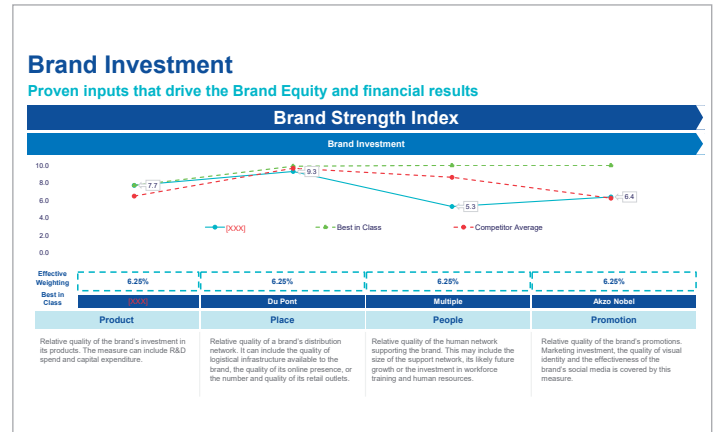 Brand Investment
Proven inputs that drive the Brand Equity and financial results
Brand Strength Index
Brand Investment
10.0
8.0
6.0
4.0
2.0
0.0
7.7
9.3
5.3
6.4
[XXX]
Best in Class
Competitor Average
Effective
Weighting
6.25%
6.25%
6.25%
6.25%
Best in
Class
[XXX]
Du Pont
Multiple
Akzo Nobel
Product
Place
People
Promotion
Relative quality of the brand's investment in
its products. The measure can include R&D
spend and capital expenditure.
Relative quality of a brand's distribution
network. It can include the quality of
logistical infrastructure available to the
brand, the quality of its online presence, or
the number and quality of its retail outlets.
Relative quality of the human network
supporting the brand. This may include the
size of the support network, its likely future
growth or the investment in workforce
training and human resources.
Relative quality of the brand's promotions.
Marketing investment, the quality of visual
identity and the effectiveness of the
brand's social media is covered by this
measure.